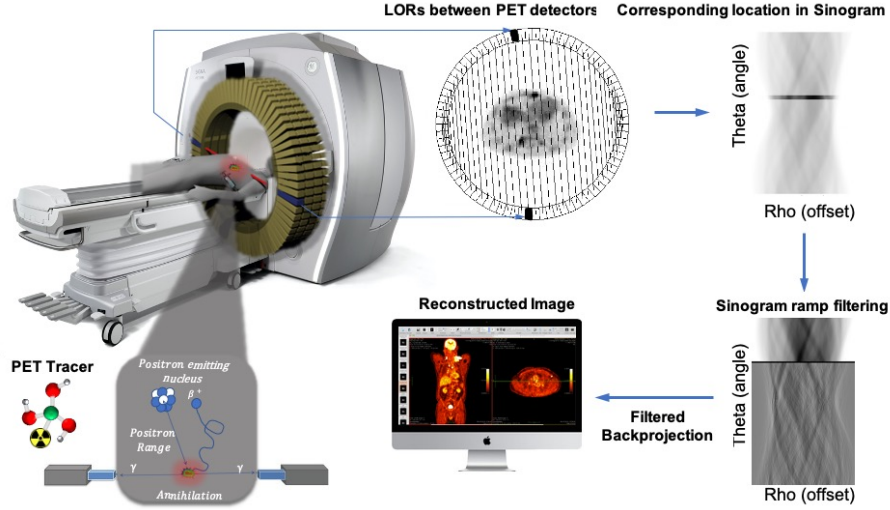 LORs between PET detectors
Corresponding location in Sinogram
Theta (angle)
Rho (offset)
Sinogram ramp filtering
Theta (angle)
Rho (offset)
Filtered
Backprojection
Reconstructed Image
PET Tracer
Positron emitting
nucleus
β⁺
Positron
Range
γ
γ
Annihilation